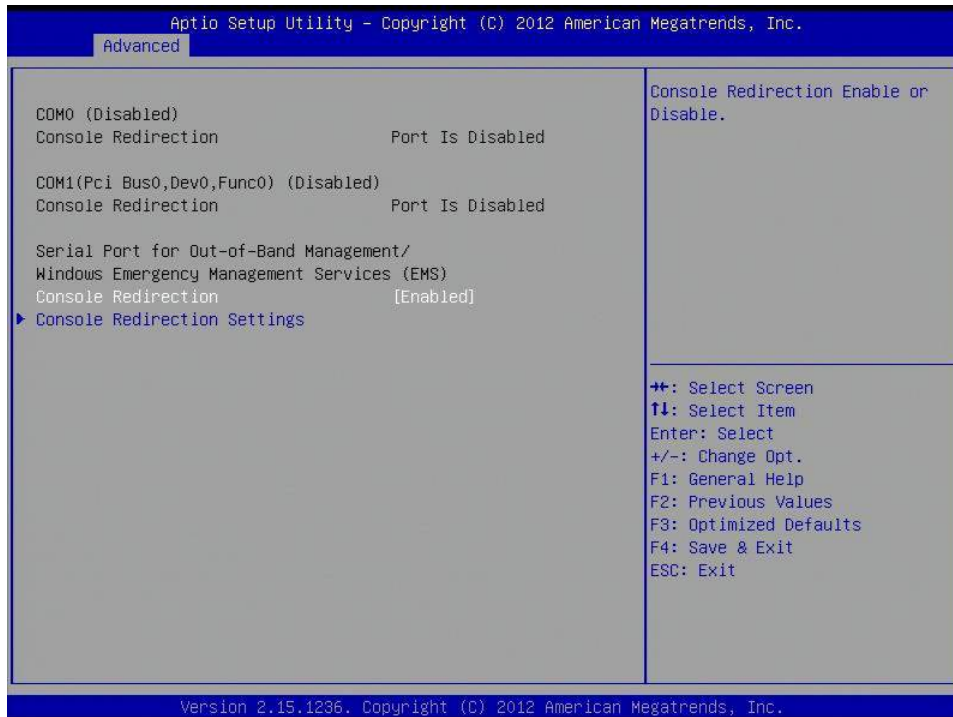 Aptio Setup Utility – Copyright (C) 2012 American Megatrends, Inc.
Advanced
COM0 (Disabled)
Console Redirection Port Is Disabled
COM1(Pci Bus0,Dev0,Func0) (Disabled)
Console Redirection Port Is Disabled
Serial Port for Out-of-Band Management/
Windows Emergency Management Services (EMS)
Console Redirection [Enabled]
Console Redirection Settings
Console Redirection Enable or
Disable.
→←: Select Screen
↑↓: Select Item
Enter: Select
+/-: Change Opt.
F1: General Help
F2: Previous Values
F3: Optimized Defaults
F4: Save & Exit
ESC: Exit
Version 2.15.1236. Copyright (C) 2012 American Megatrends, Inc.